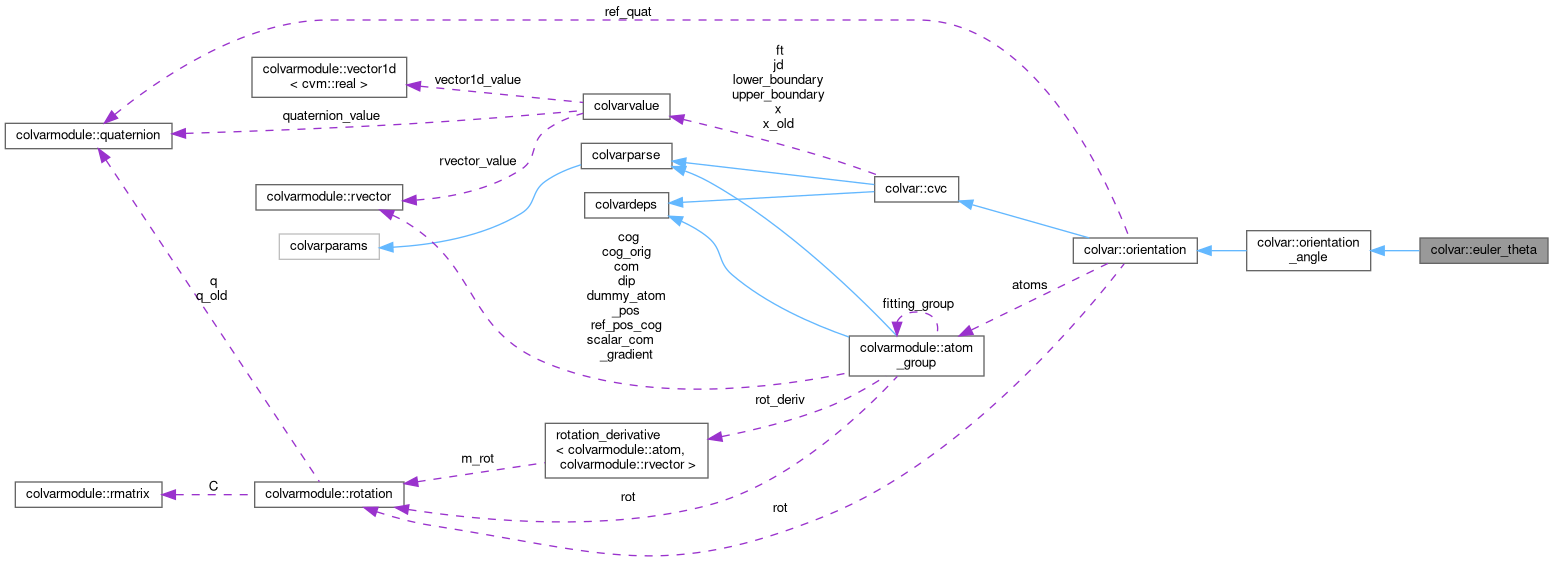 ref_quat
colvarmodule::vector1d
< cvm::real >
vector1d_value
ft
jd
lower_boundary
upper_boundary
x
x_old
colvarvalue
quaternion_value
colvarmodule::quaternion
rvector_value
colvarparse
colvar::cvc
colvarmodule::rvector
colvardeps
colvarparams
colvar::orientation
colvar::orientation
_angle
colvar::euler_theta
cog
cog_orig
com
dip
dummy_atom
_pos
ref_pos_cog
scalar_com
_gradient
q
q_old
atoms
fitting_group
colvarmodule::atom
_group
rot_deriv
rotation_derivative
< colvarmodule::atom,
colvarmodule::rvector >
m_rot
colvarmodule::rmatrix
C
colvarmodule::rotation
rot
rot